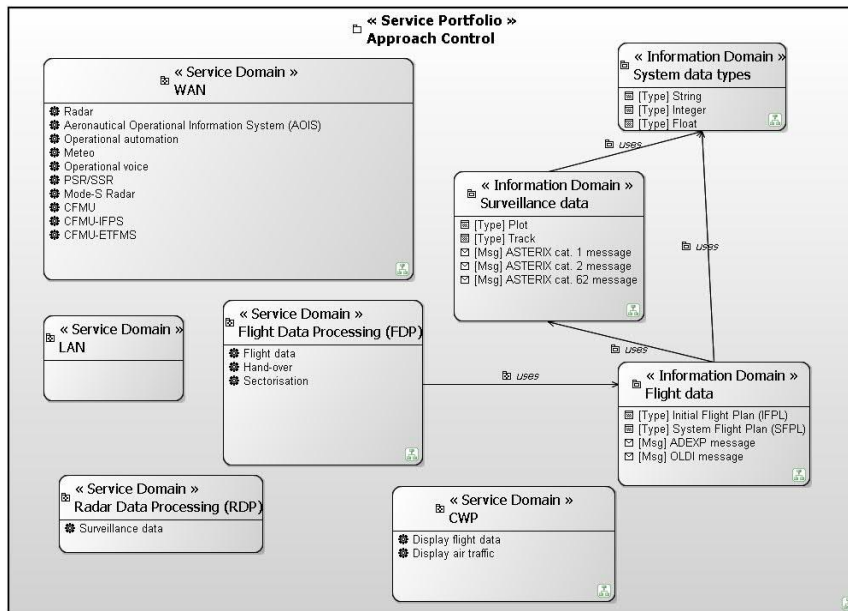 « Service Portfolio »
Approach Control
« Service Domain »
WAN
Radar
Aeronautical Operational Information System (AOIS)
Operational automation
Meteo
Operational voice
PSR/SSR
Mode-S Radar
CFMU
CFMU-IFPS
CFMU-ETFMS
« Information Domain »
System data types
[Type] String
[Type] Integer
[Type] Float
uses
« Information Domain »
Surveillance data
[Type] Plot
[Type] Track
[Msg] ASTERIX cat. 1 message
[Msg] ASTERIX cat. 2 message
[Msg] ASTERIX cat. 62 message
uses
« Service Domain »
LAN
« Service Domain »
Flight Data Processing (FDP)
Flight data
Hand-over
Sectorisation
uses
uses
« Information Domain »
Flight data
[Type] Initial Flight Plan (IFPL)
[Type] System Flight Plan (SFPL)
[Msg] ADEXP message
[Msg] OLDI message
« Service Domain »
Radar Data Processing (RDP)
Surveillance data
« Service Domain »
CWP
Display flight data
Display air traffic